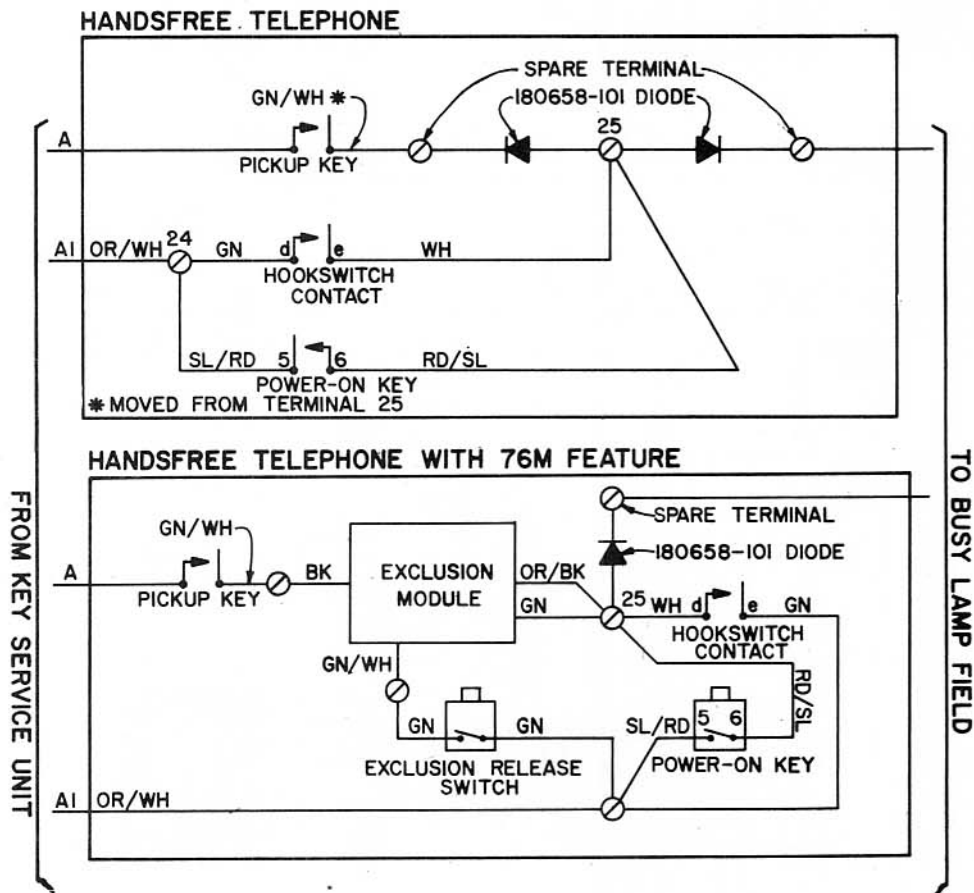 HANDSFREE TELEPHONE
SPARE TERMINAL
GN/WH *
180658-101 DIODE
25
A
PICKUP KEY
24
A1
OR/WH
GN
d
e
WH
HOOKSWITCH
CONTACT
SL/RD
5
6
RD/SL
POWER-ON KEY
* MOVED FROM TERMINAL 25
HANDSFREE TELEPHONE WITH 76M FEATURE
SPARE TERMINAL
GN/WH
180658-101 DIODE
A
PICKUP KEY
BK
EXCLUSION
MODULE
OR/BK
GN
25
WH
d
e
GN
HOOKSWITCH
CONTACT
GN/WH
RD/SL
GN
GN
SL/RD
5
6
EXCLUSION RELEASE
SWITCH
POWER-ON KEY
A1
OR/WH
FROM KEY SERVICE UNIT
TO BUSY LAMP FIELD